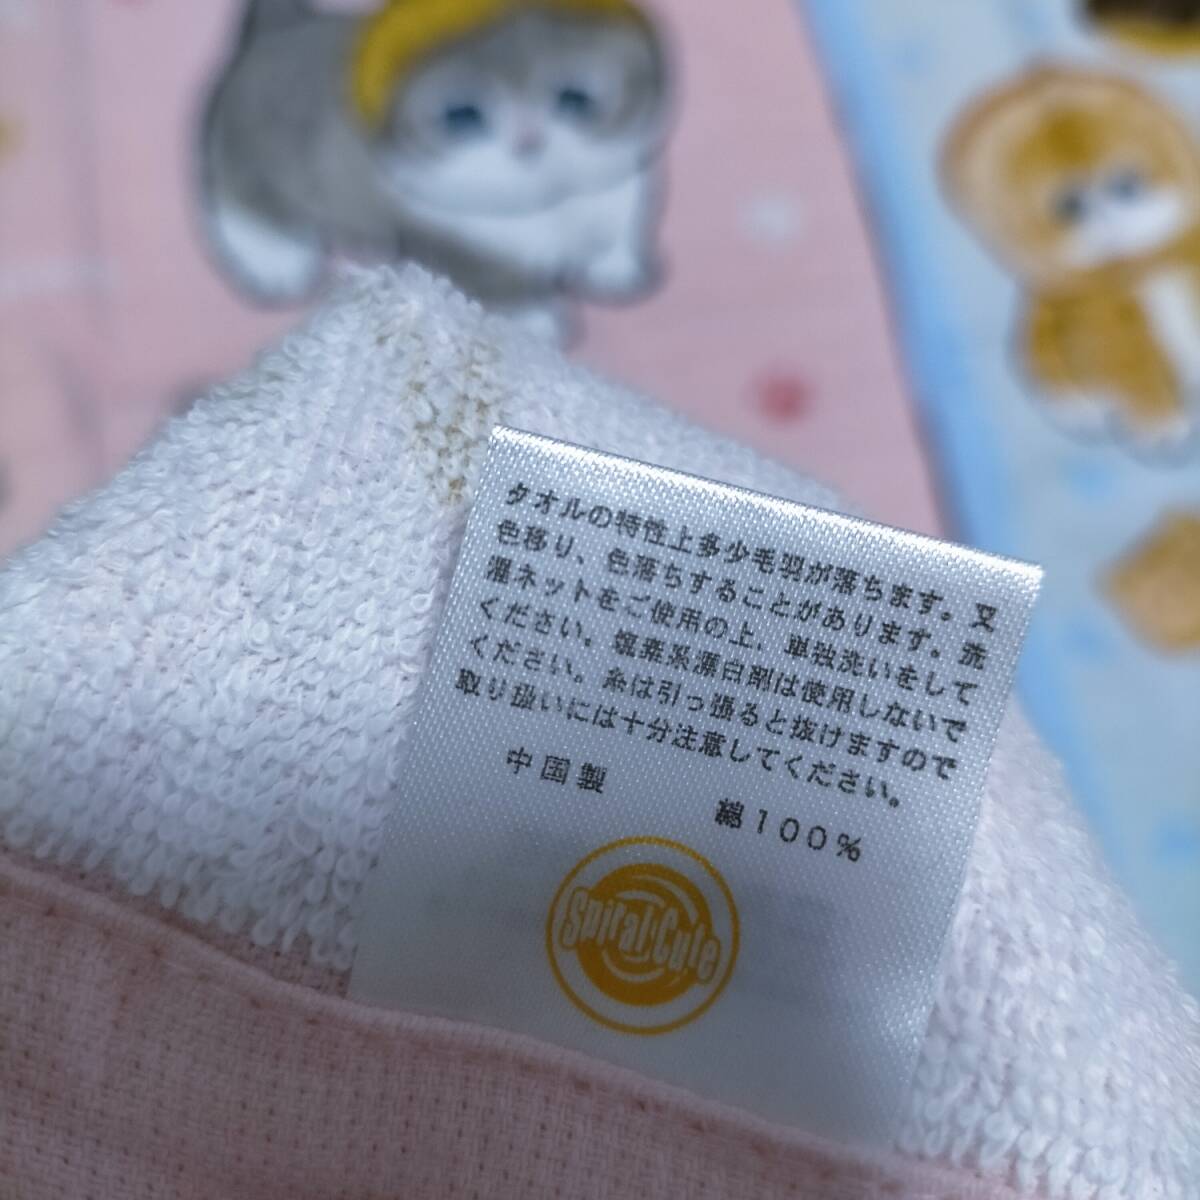 タオルの特性上多少毛羽が落ちます。又
色移り、色落ちすることがあります。洗
濯ネットをご使用の上、単独洗いをして
ください。塩素系漂白剤は使用しないで
ください。糸は引っ張ると抜けますので
取り扱いには十分注意してください。
中国製
綿100%
Spiral Cute